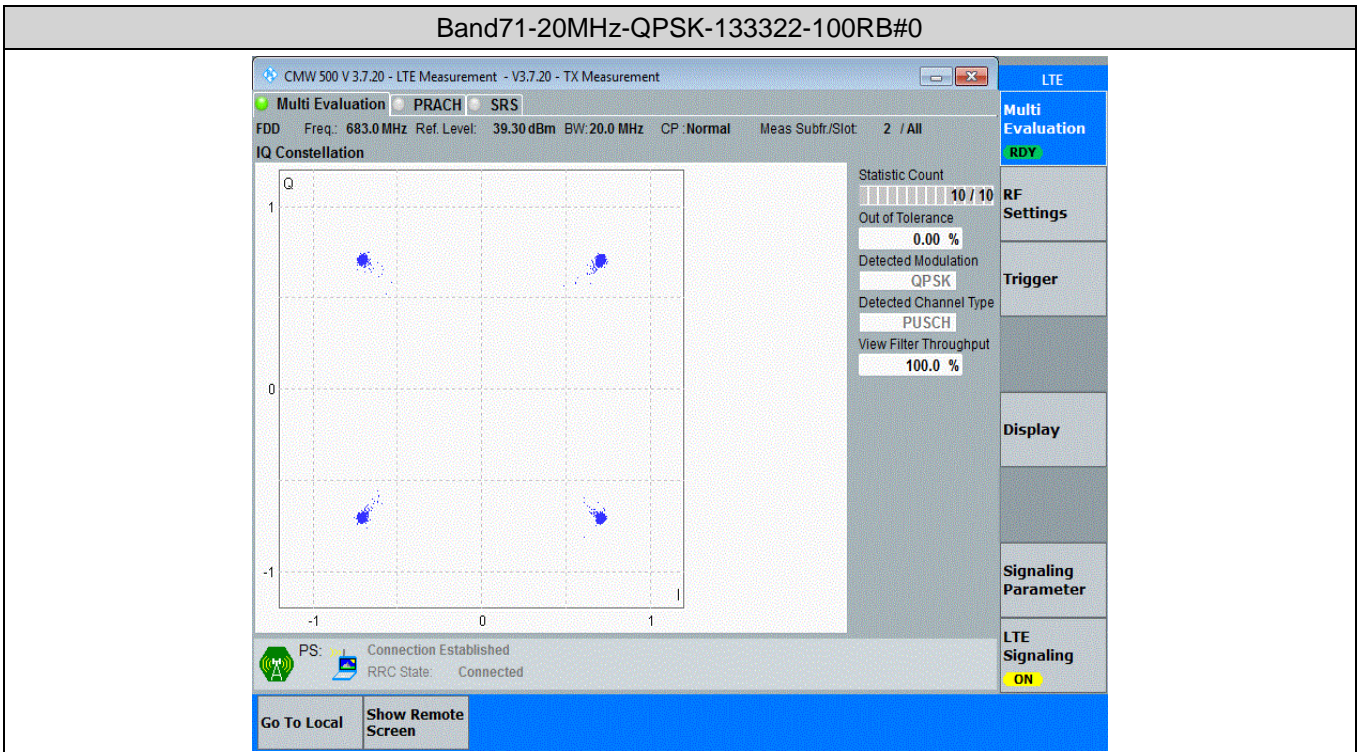 Band71-20MHz-QPSK-133322-100RB#0
CMW 500 V 3.7.20 - LTE Measurement - V3.7.20 - TX Measurement
LTE
Multi Evaluation PRACH SRS
Multi
Evaluation
RDY
FDD Freq.: 683.0 MHz Ref. Level: 39.30 dBm BW: 20.0 MHz CP : Normal Meas Subfr./Slot: 2 / All
IQ Constellation
Q
1
0
-1
-1 0 1
I
Statistic Count
10 / 10
Out of Tolerance
0.00 %
Detected Modulation
QPSK
Detected Channel Type
PUSCH
View Filter Throughput
100.0 %
RF
Settings
Trigger
Display
Signaling
Parameter
LTE
Signaling
ON
PS: Connection Established
RRC State: Connected
Go To Local
Show Remote
Screen